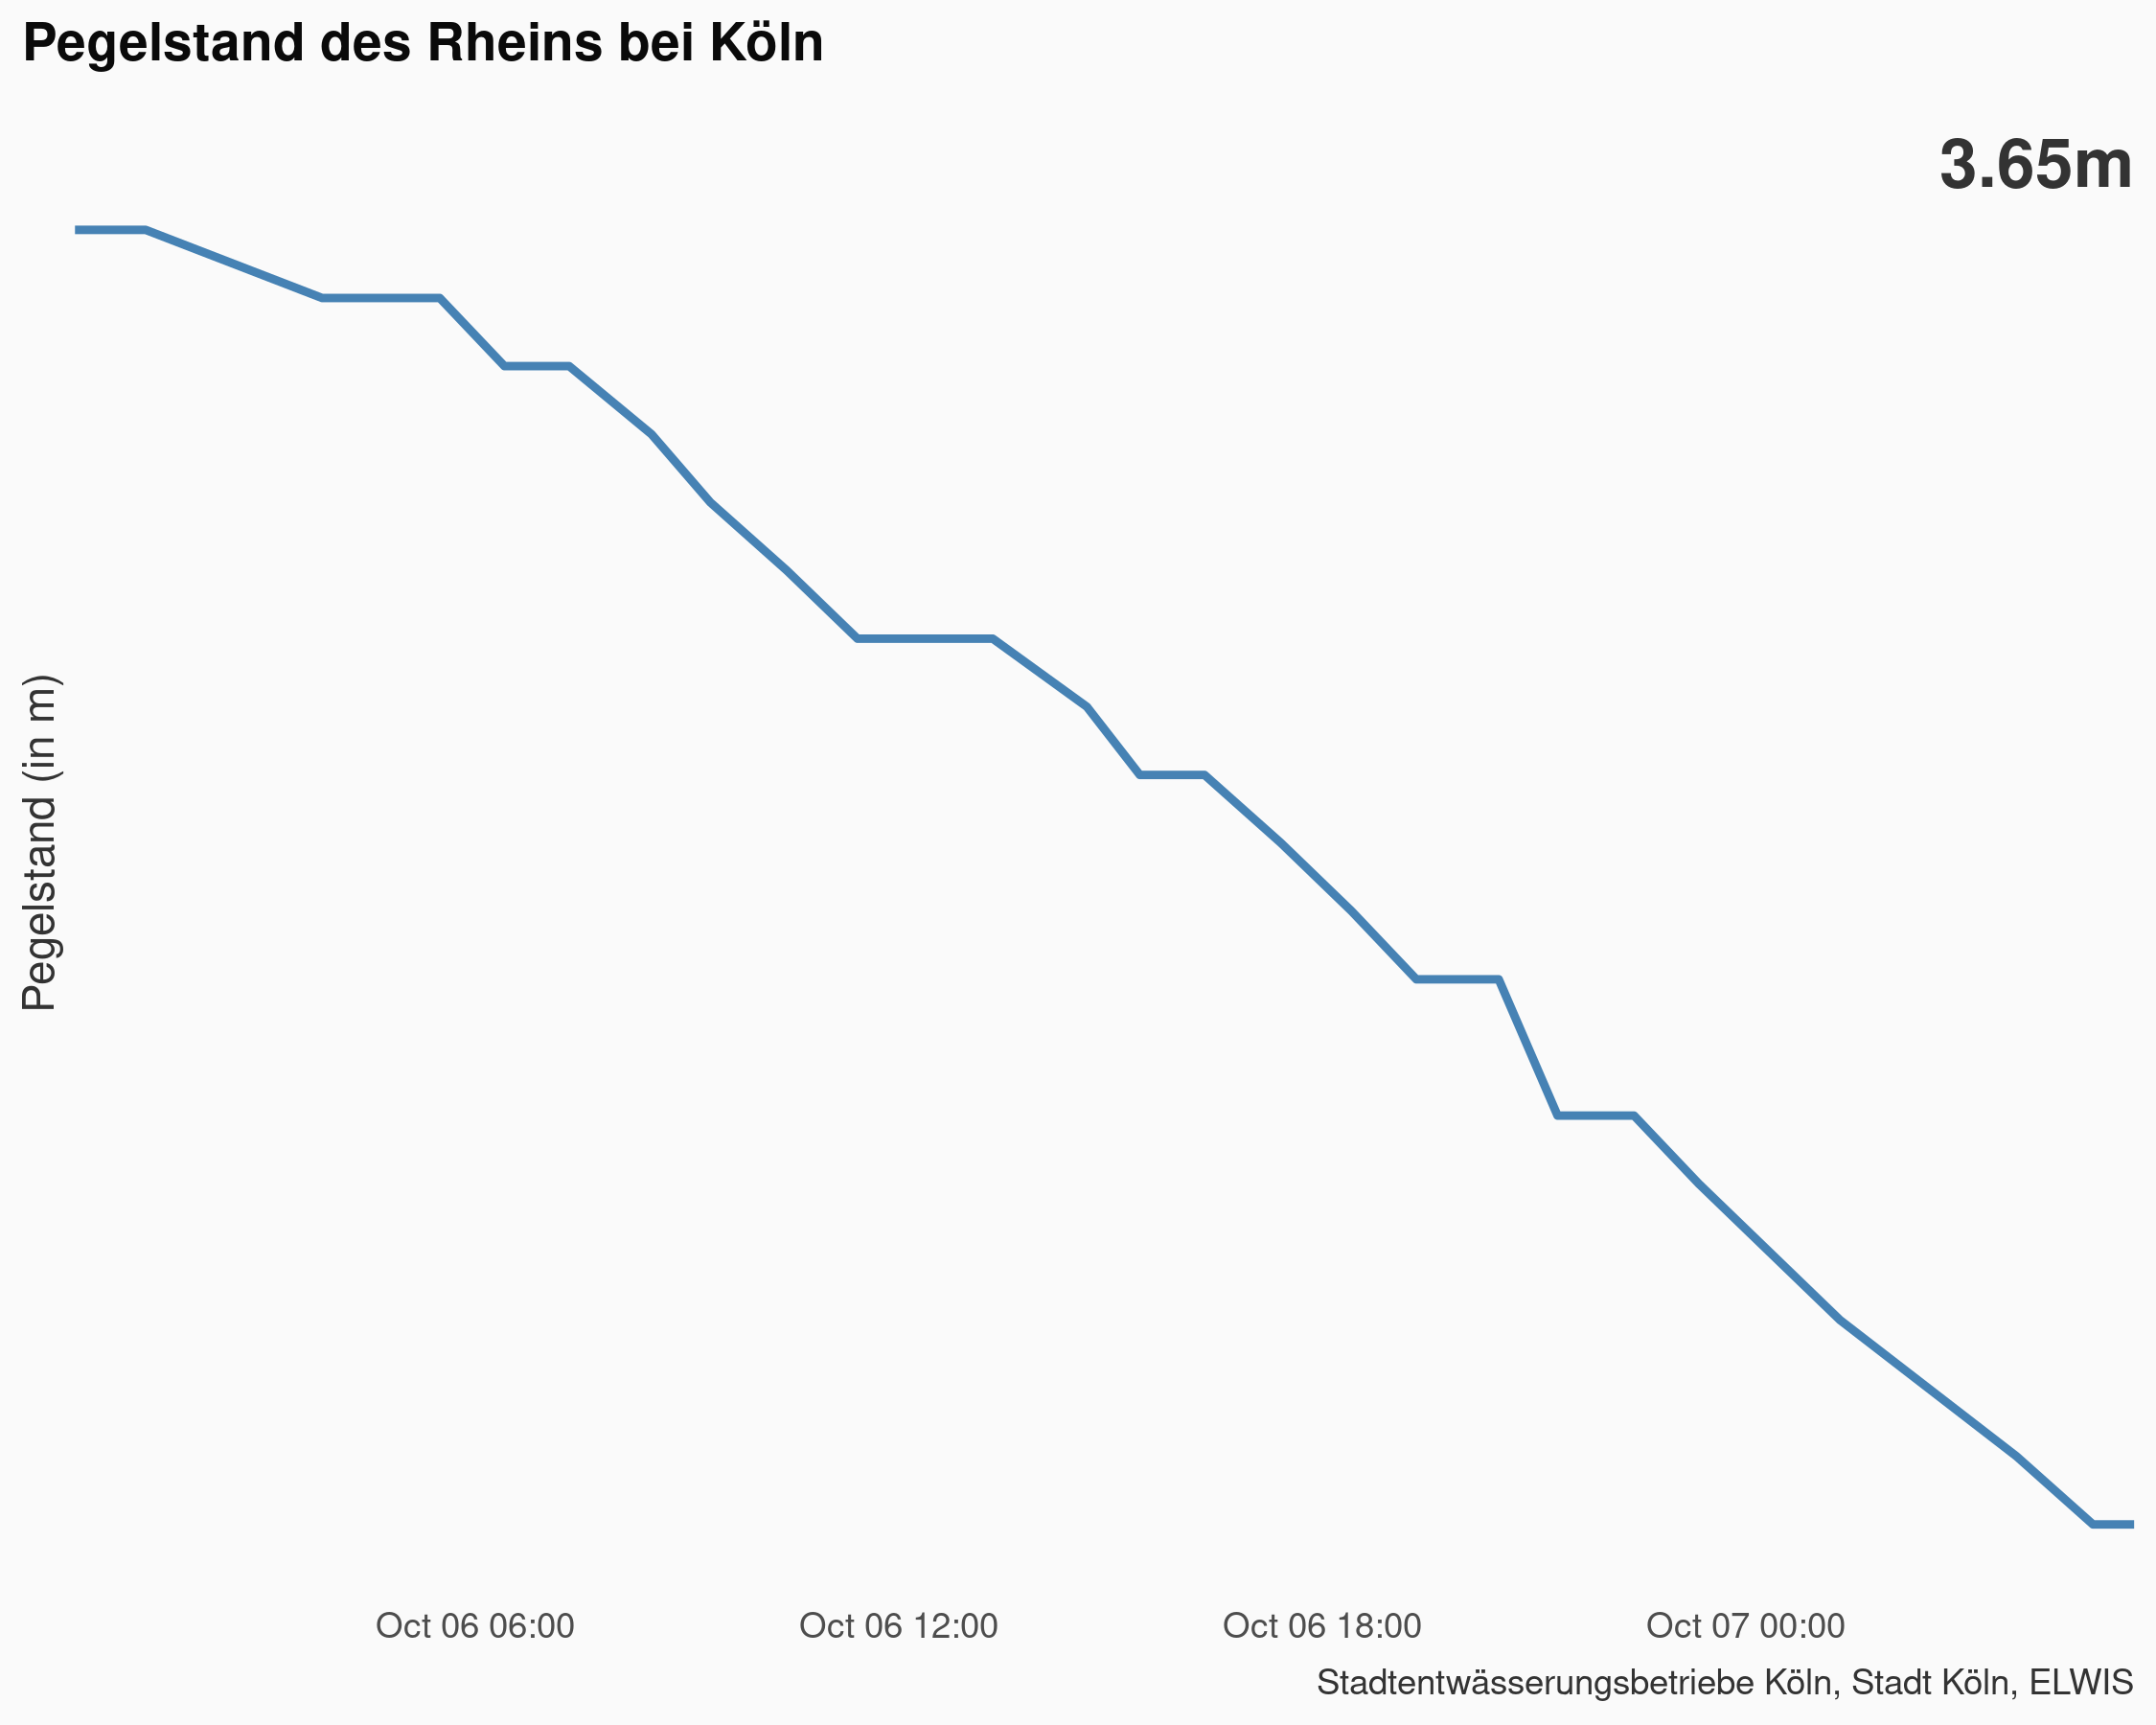 Pegelstand des Rheins bei Köln
3.65m
Pegelstand (in m)
Oct 06 06:00
Oct 06 12:00
Oct 06 18:00
Oct 07 00:00
Stadtentwässerungsbetriebe Köln, Stadt Köln, ELWIS